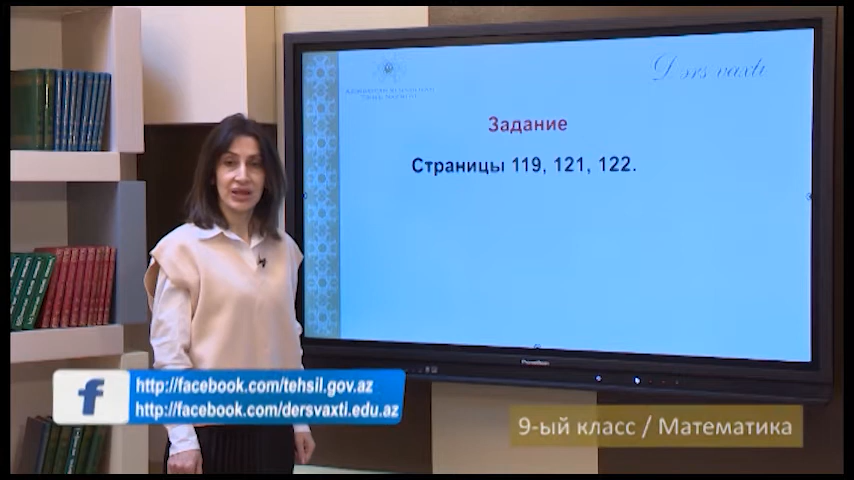 Dərs vaxtı
Задание
Страницы 119, 121, 122.
http://facebook.com/tehsil.gov.az
http://facebook.com/dersvaxti.edu.az
9-ый класс / Математика